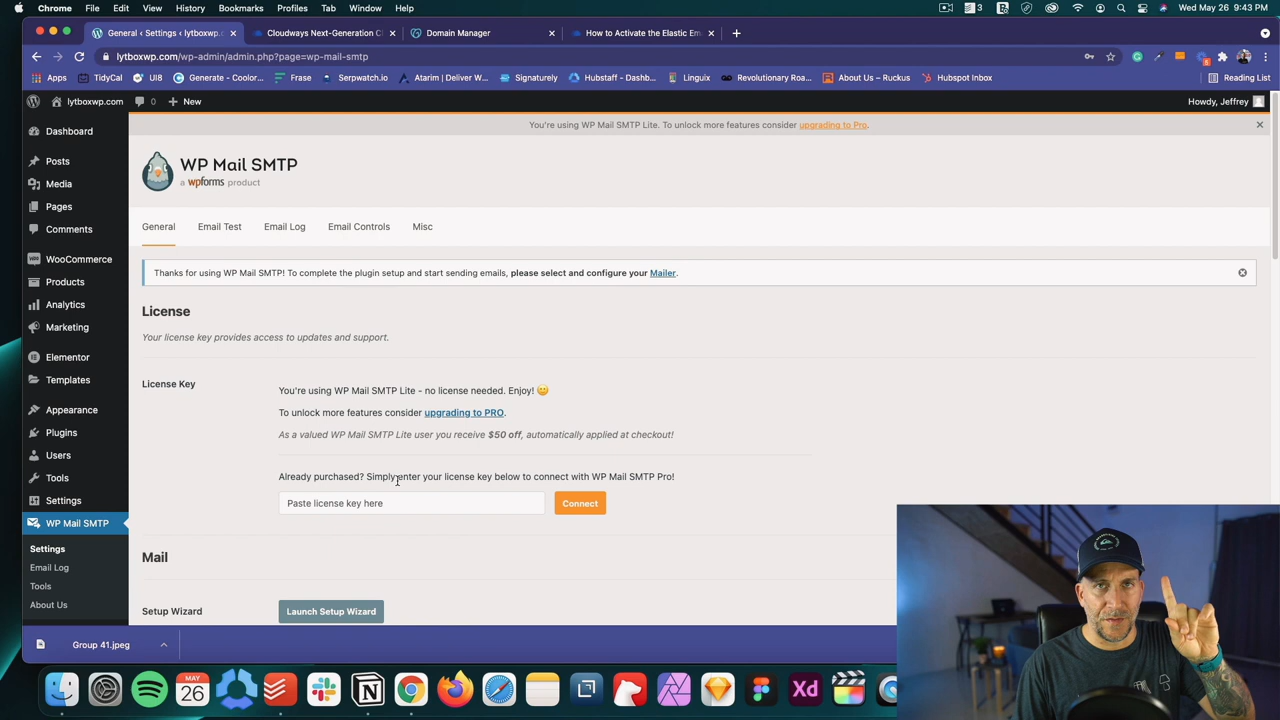 Chrome File Edit View History Bookmarks Profiles Tab Window Help
3 Wed May 26 9:43 PM
General ‹ Settings ‹ lytboxwp.c
Cloudways Next-Generation C
Domain Manager
How to Activate the Elastic Em
lytboxwp.com/wp-admin/admin.php?page=wp-mail-smtp
Apps TidyCal UI8 Generate - Coolor... Frase Serpwatch.io Atarim | Deliver W... Signaturely Hubstaff - Dashb... Linguix Revolutionary Roa... About Us – Ruckus Hubspot Inbox Reading List
lytboxwp.com 0 New Howdy, Jeffrey
You're using WP Mail SMTP Lite. To unlock more features consider upgrading to Pro.
Dashboard
Posts
Media
Pages
Comments
WooCommerce
Products
Analytics
Marketing
Elementor
Templates
Appearance
Plugins
Users
Tools
Settings
WP Mail SMTP
Settings
Email Log
Tools
About Us
WP Mail SMTP
a wpforms product
General Email Test Email Log Email Controls Misc
Thanks for using WP Mail SMTP! To complete the plugin setup and start sending emails, please select and configure your Mailer.
License
Your license key provides access to updates and support.
License Key
You're using WP Mail SMTP Lite - no license needed. Enjoy!
To unlock more features consider upgrading to PRO.
As a valued WP Mail SMTP Lite user you receive $50 off, automatically applied at checkout!
Already purchased? Simply enter your license key below to connect with WP Mail SMTP Pro!
Paste license key here Connect
Mail
Setup Wizard Launch Setup Wizard
Group 41.jpeg
MAY
26
Xd